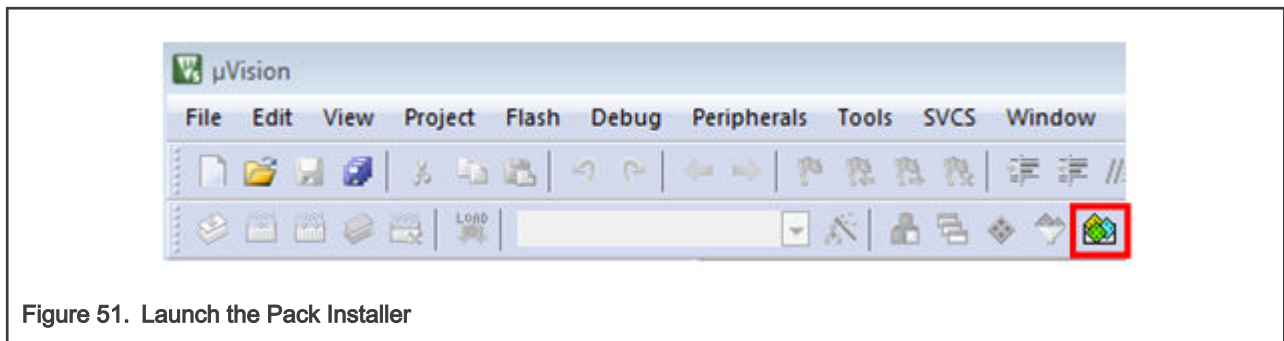 µVision
File Edit View Project Flash Debug Peripherals Tools SVCS Window
LOAD
Figure 51. Launch the Pack Installer